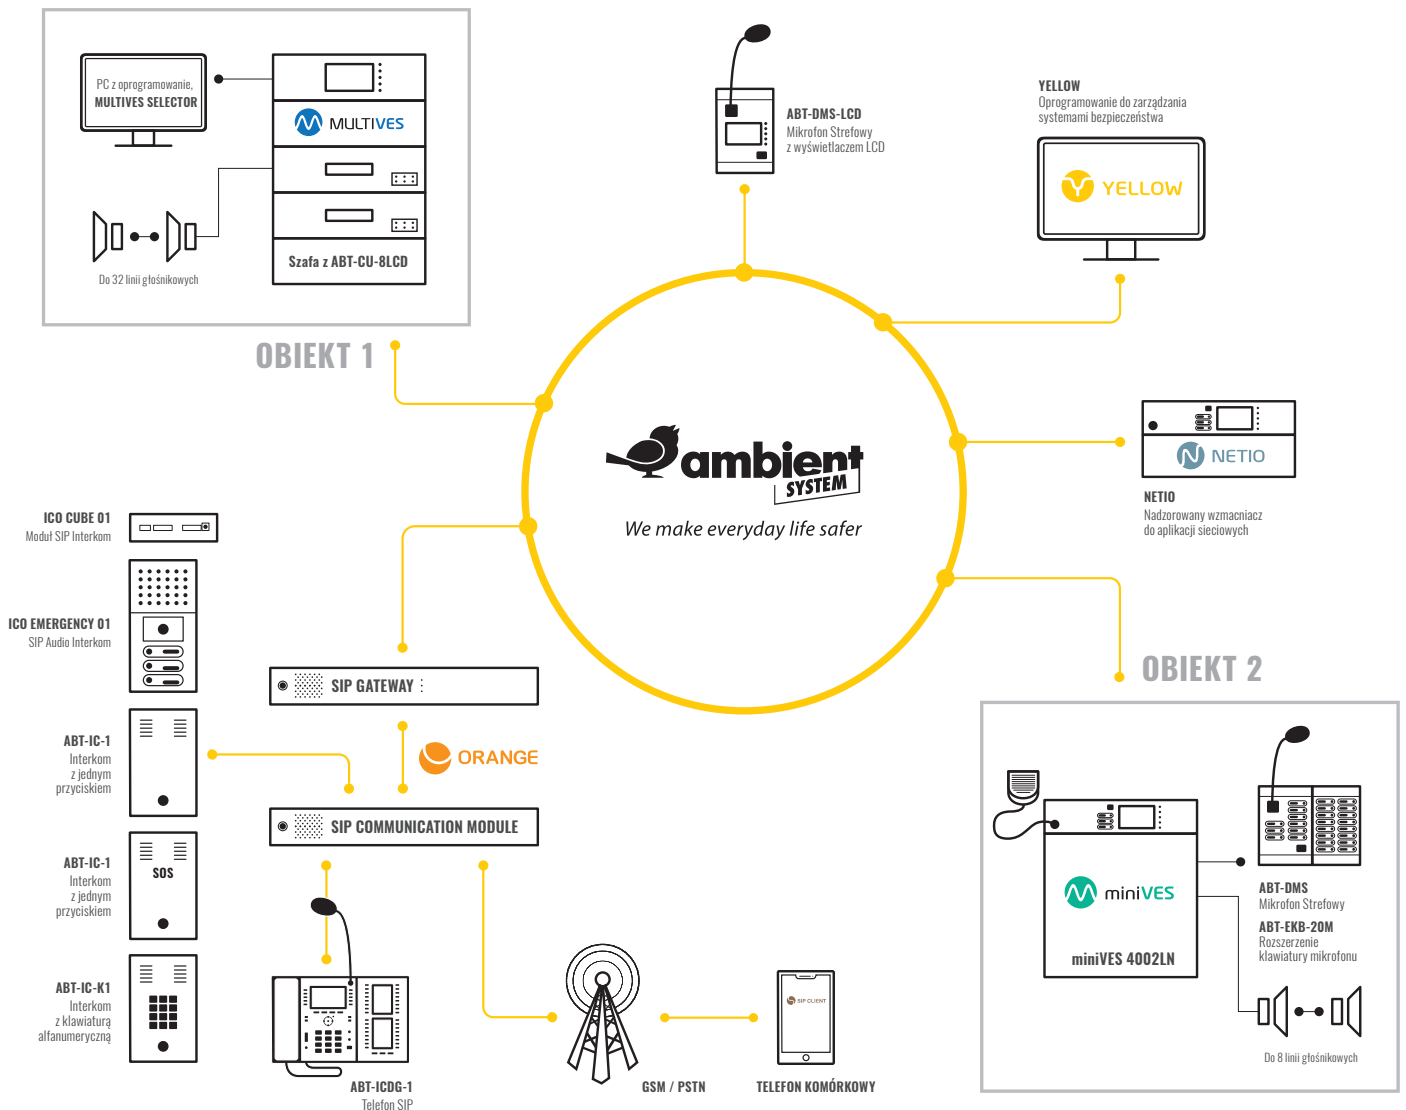 PC z oprogramowanie,
MULTIVES SELECTOR
MULTIVES
Szafa z ABT-CU-8LCD
Do 32 linii głośnikowych
OBIEKT 1
ABT-DMS-LCD
Mikrofon Strefowy
z wyświetlaczem LCD
YELLOW
Oprogramowanie do zarządzania
systemami bezpieczeństwa
YELLOW
ambient
SYSTEM
We make everyday life safer
NETIO
NETIO
Nadzorowany wzmacniacz
do aplikacji sieciowych
ICO CUBE 01
Moduł SIP Interkom
ICO EMERGENCY 01
SIP Audio Interkom
ABT-IC-1
Interkom
z jednym
przyciskiem
ABT-IC-1
Interkom
z jednym
przyciskiem
SOS
ABT-IC-K1
Interkom
z klawiaturą
alfanumeryczną
SIP GATEWAY
ORANGE
SIP COMMUNICATION MODULE
ABT-ICDG-1
Telefon SIP
GSM / PSTN
SIP CLIENT
TELEFON KOMÓRKOWY
OBIEKT 2
miniVES
miniVES 4002LN
ABT-DMS
Mikrofon Strefowy
ABT-EKB-20M
Rozszerzenie
klawiatury mikrofonu
Do 8 linii głośnikowych